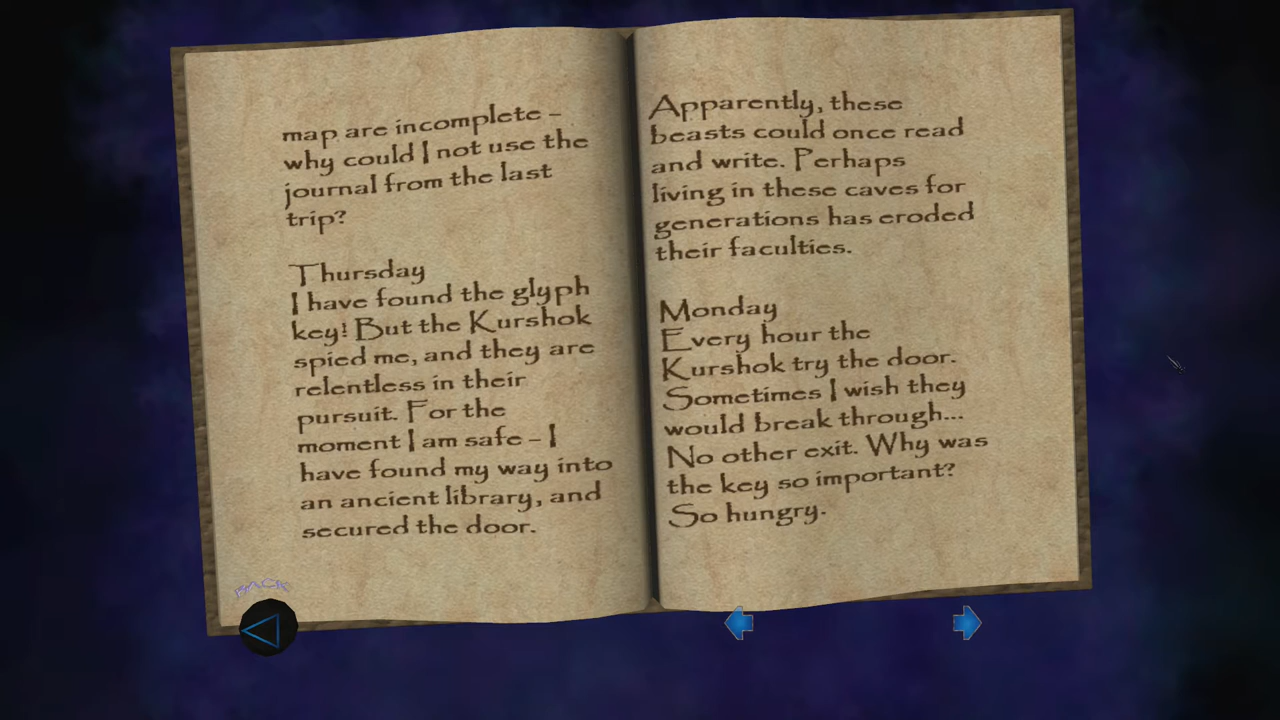 map are incomplete -
why could I not use the
journal from the last
trip?
Thursday
I have found the glyph
key! But the Kurshok
spied me, and they are
relentless in their
pursuit. For the
moment I am safe - I
have found my way into
an ancient library, and
secured the door.
Apparently, these
beasts could once read
and write. Perhaps
living in these caves for
generations has eroded
their faculties.
Monday
Every hour the
Kurshok try the door.
Sometimes I wish they
would break through...
No other exit. Why was
the key so important?
So hungry.
BACK